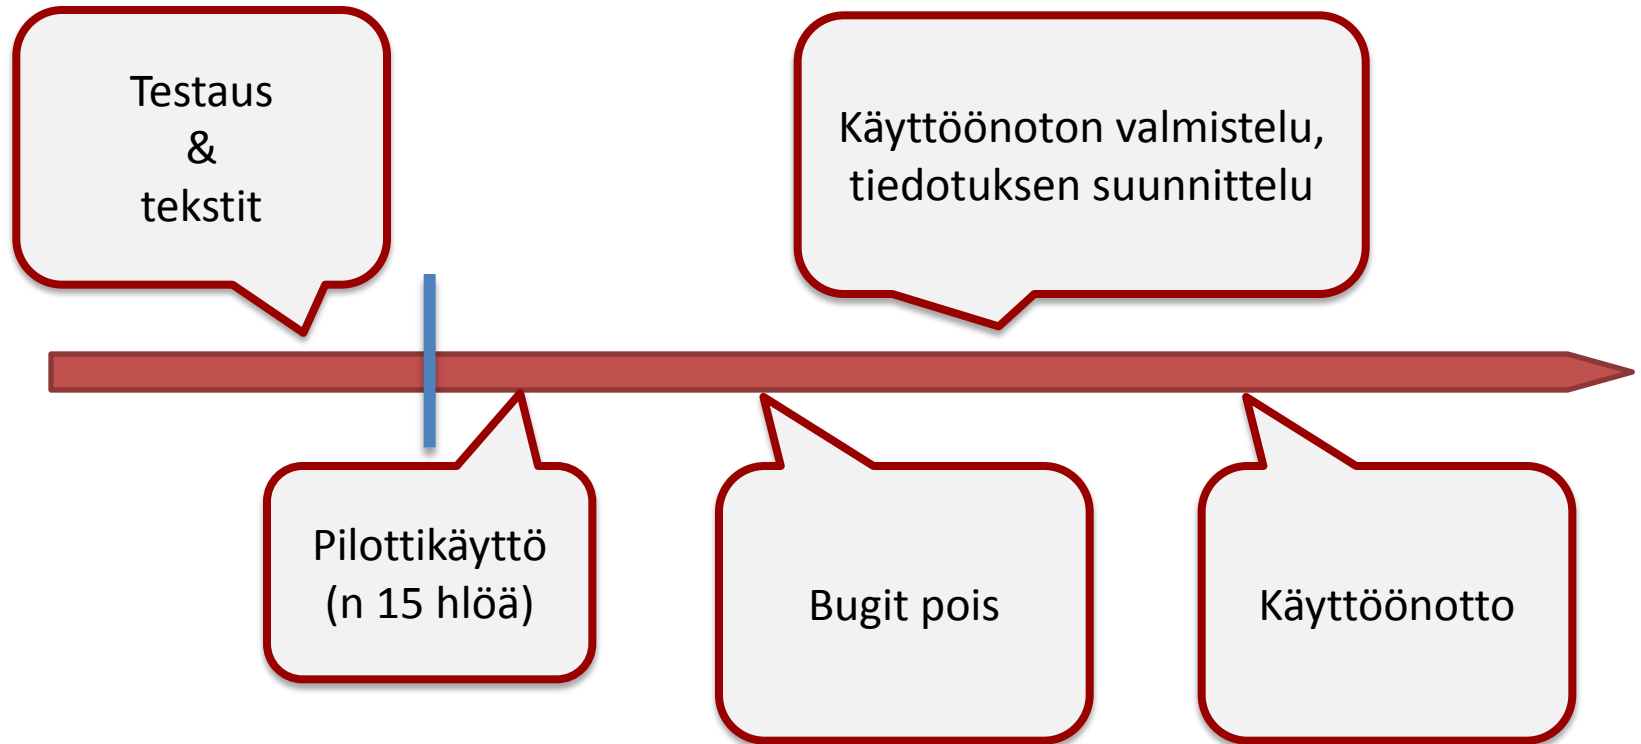 Testaus
&
tekstit
Käyttöönoton valmistelu,
tiedotuksen suunnittelu
Pilottikäyttö
(n 15 hlöä)
Bugit pois
Käyttöönotto